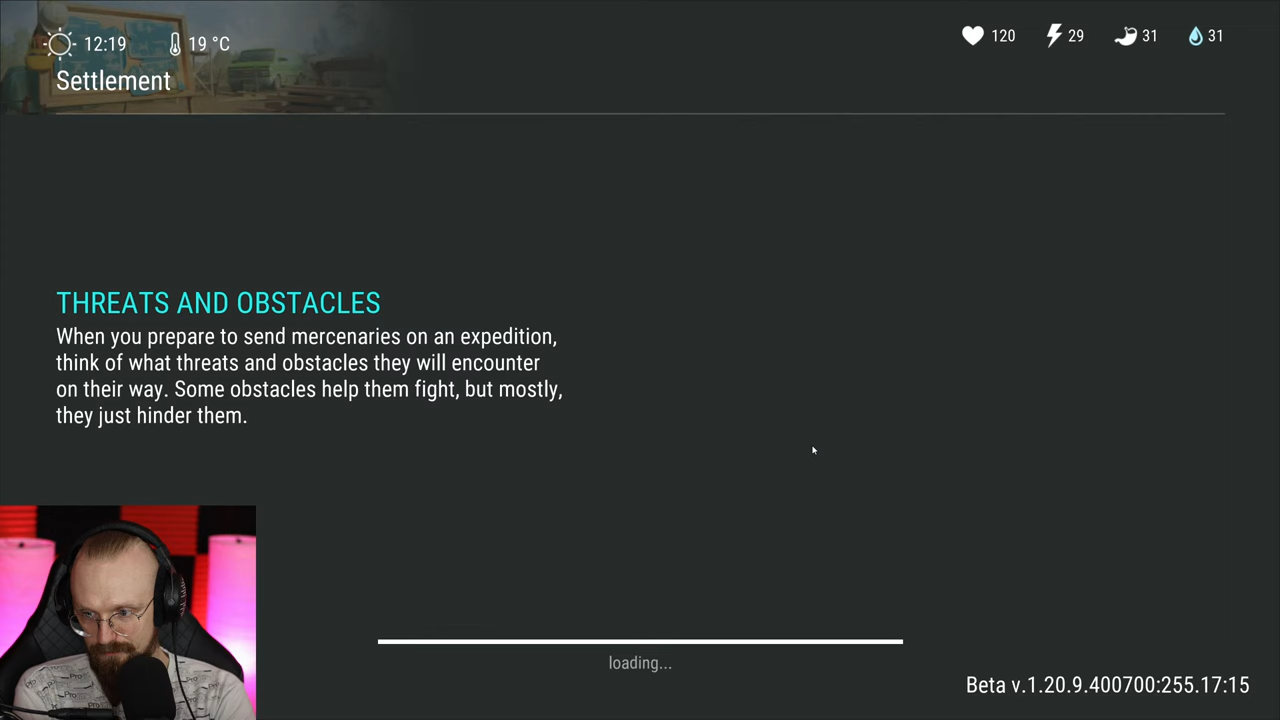 12:19 19 °C 120 29 31 31
Settlement
THREATS AND OBSTACLES
When you prepare to send mercenaries on an expedition,
think of what threats and obstacles they will encounter
on their way. Some obstacles help them fight, but mostly,
they just hinder them.
loading...
Beta v.1.20.9.400700:255.17:15